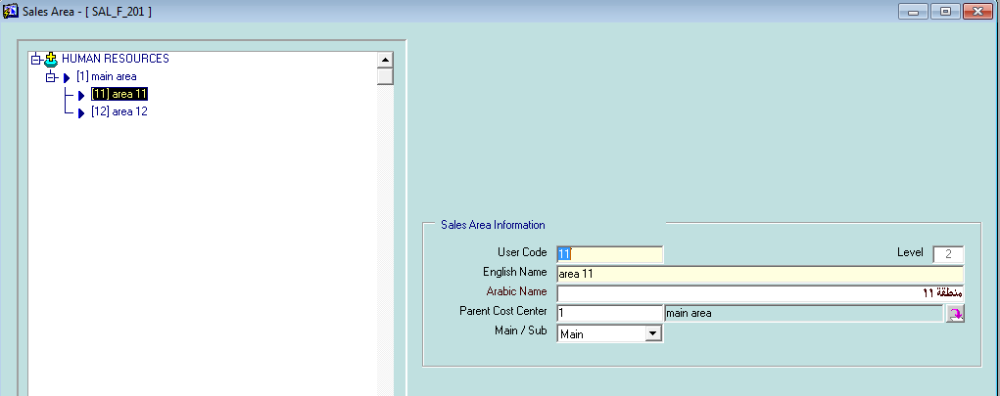 Sales Area - [ SAL_F_201 ]
HUMAN RESOURCES
[1] main area
[11] area 11
[12] area 12
Sales Area Information
User Code 11 Level 2
English Name area 11
Arabic Name منطقة ١١
Parent Cost Center 1 main area
Main / Sub Main